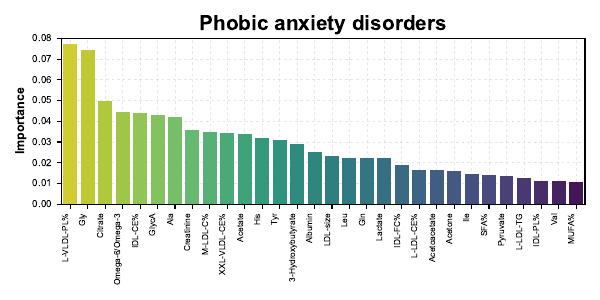 Phobic anxiety disorders
Importance
0.08
0.07
0.06
0.05
0.04
0.03
0.02
0.01
0.00
L-VLDL-PL%
Gly
Citrate
Omega-6/Omega-3
IDL-CE%
GlycA
Ala
Creatinine
M-LDL-C%
XXL-VLDL-CE%
Acetate
His
Tyr
3-Hydroxybutyrate
Albumin
LDL-size
Leu
Gln
Lactate
IDL-FC%
L-LDL-CE%
Acetoacetate
Acetone
Ile
SFA%
Pyruvate
L-LDL-TG
IDL-PL%
Val
MUFA%